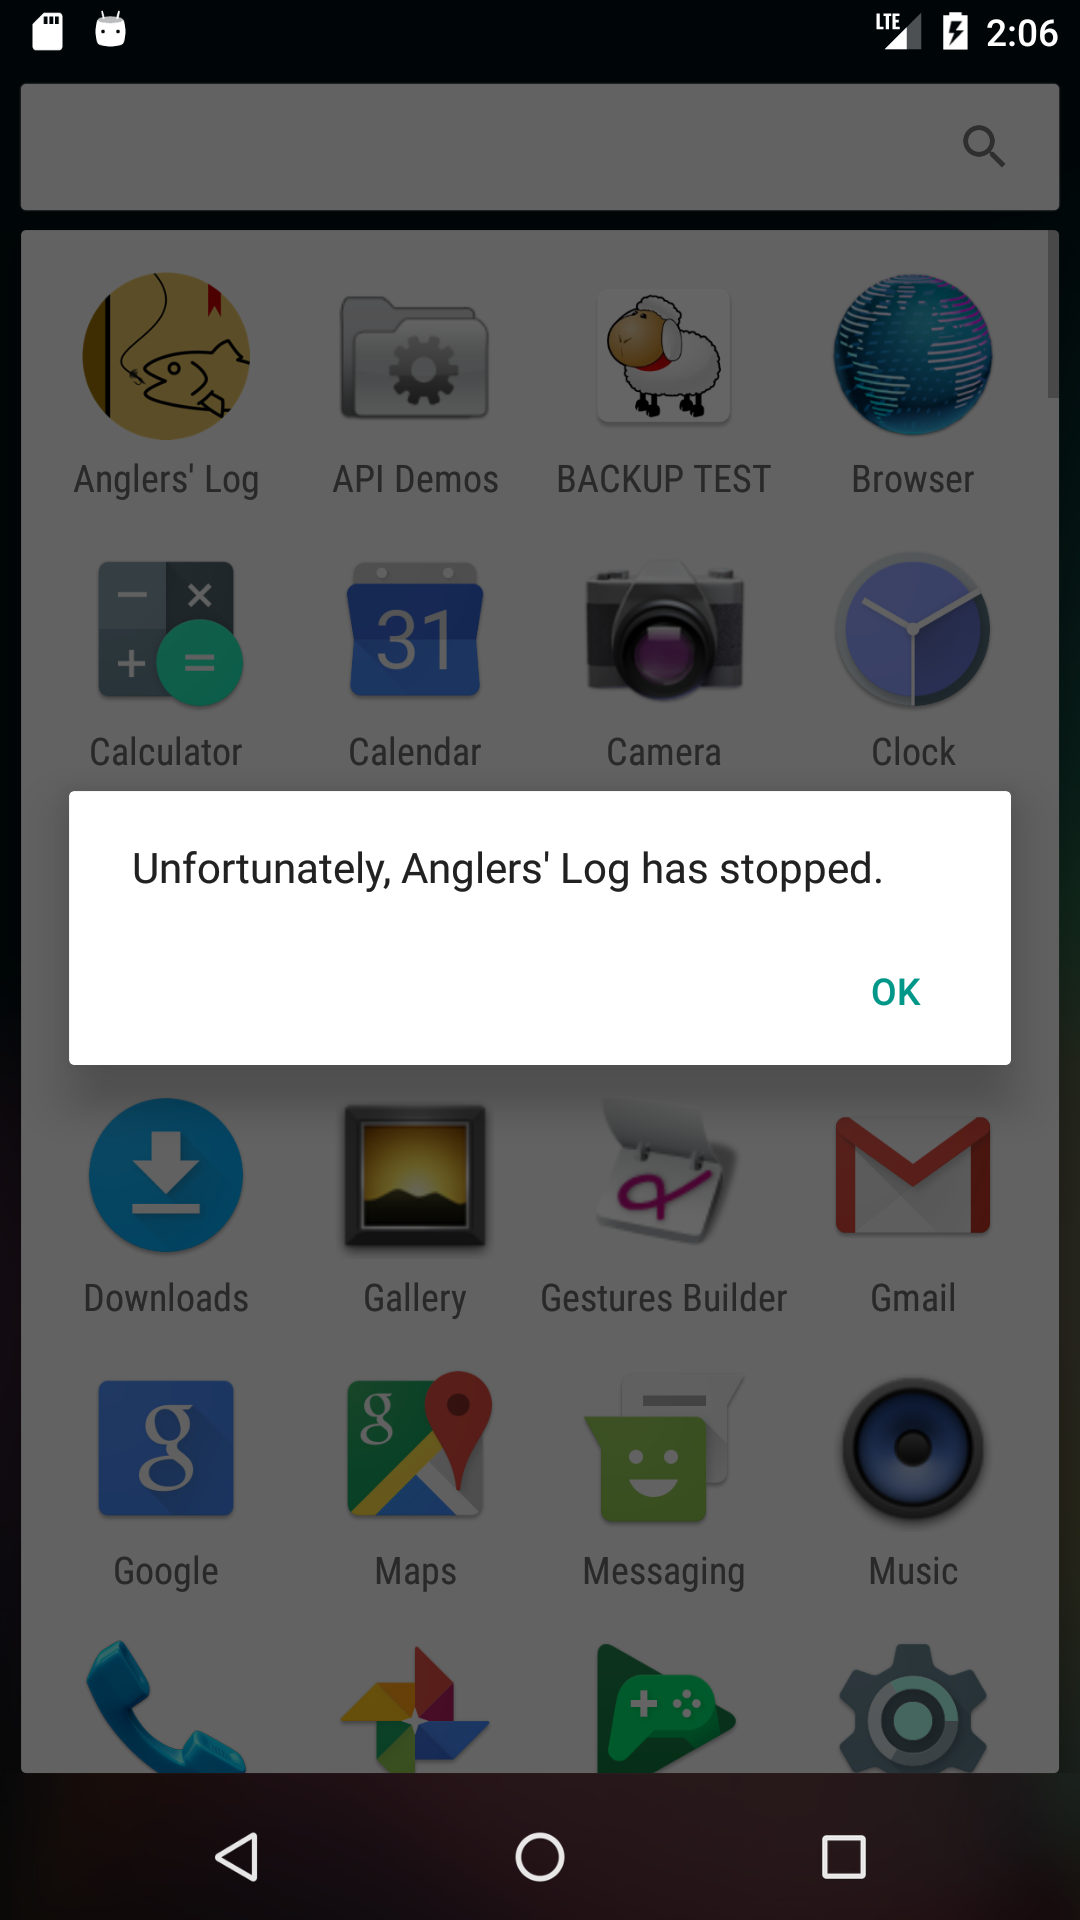 LTE 2:06
Anglers' Log API Demos BACKUP TEST Browser
31
Calculator Calendar Camera Clock
Unfortunately, Anglers' Log has stopped.
OK
Downloads Gallery Gestures Builder Gmail
g g
Google Maps Messaging Music